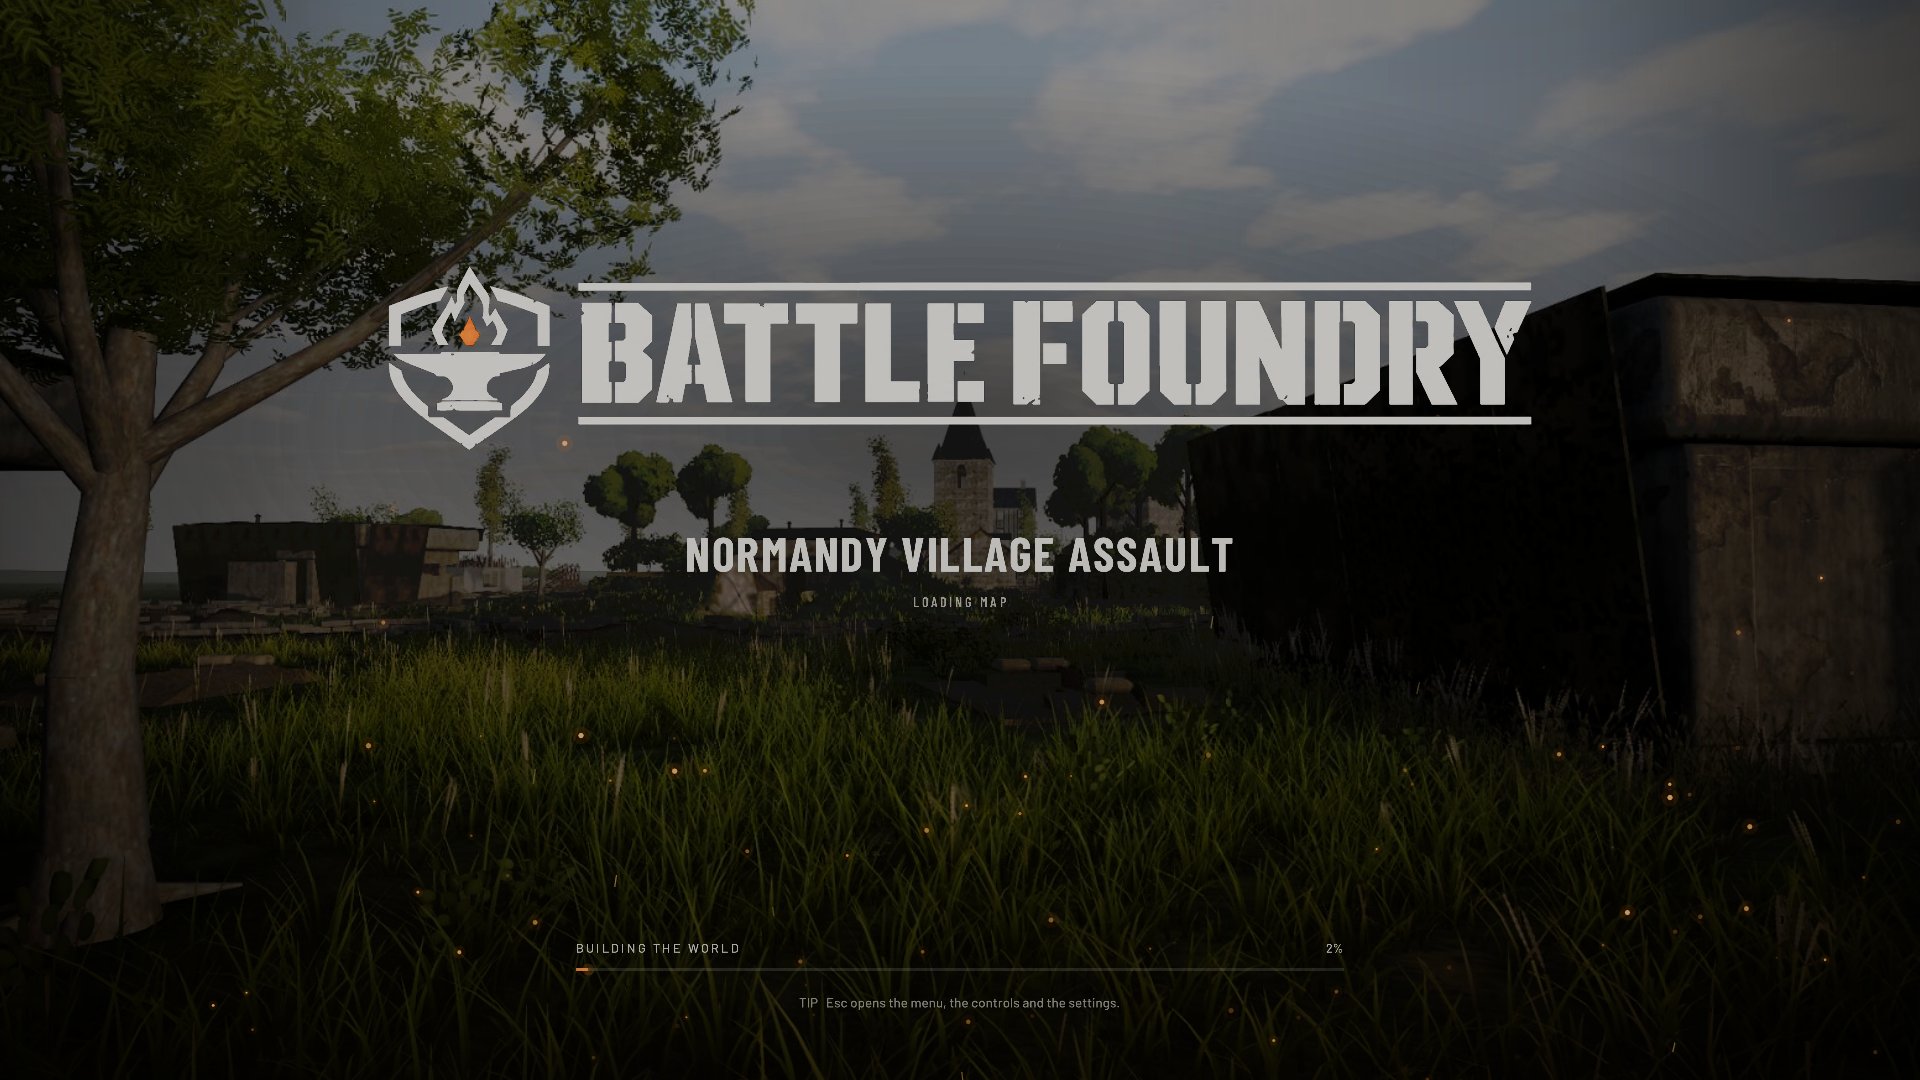 BATTLE FOUNDRY
NORMANDY VILLAGE ASSAULT
LOADING MAP
BUILDING THE WORLD 2%
TIP Esc opens the menu, the controls and the settings.